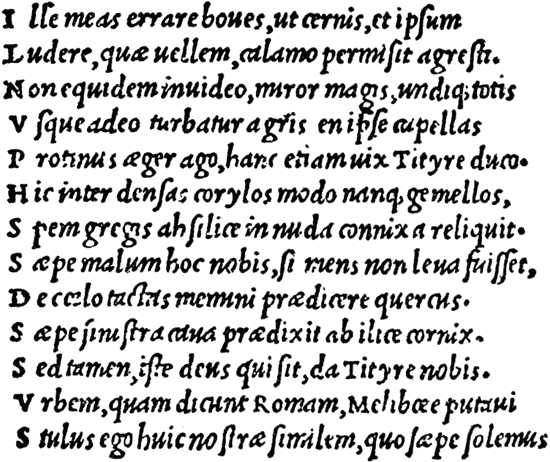 I lle meas errare boues, ut cernis, et ipsum
L udere, quæ uellem, calamo permisit agresti.
N on equidem inuideo, miror magis, undiq; totis
V sque adeo turbatur agris en ipse capellas
P rotinus æger ago, hanc etiam uix Tityre duco.
H ic inter densas corylos modo nanq; gemellos,
S pem gregis ah silice in nuda connixa reliquit.
S æpe malum hoc nobis, si mens non leua fuisset,
D e cœlo tactas memini prædicere quercus.
S æpe sinistra caua prædixit ab ilice cornix.
S ed tamen, iste deus qui sit, da Tityre nobis.
V rbem, quam dicunt Romam, Melibœe putaui
S tulus ego huic nostræ similem, quo sæpe solemus